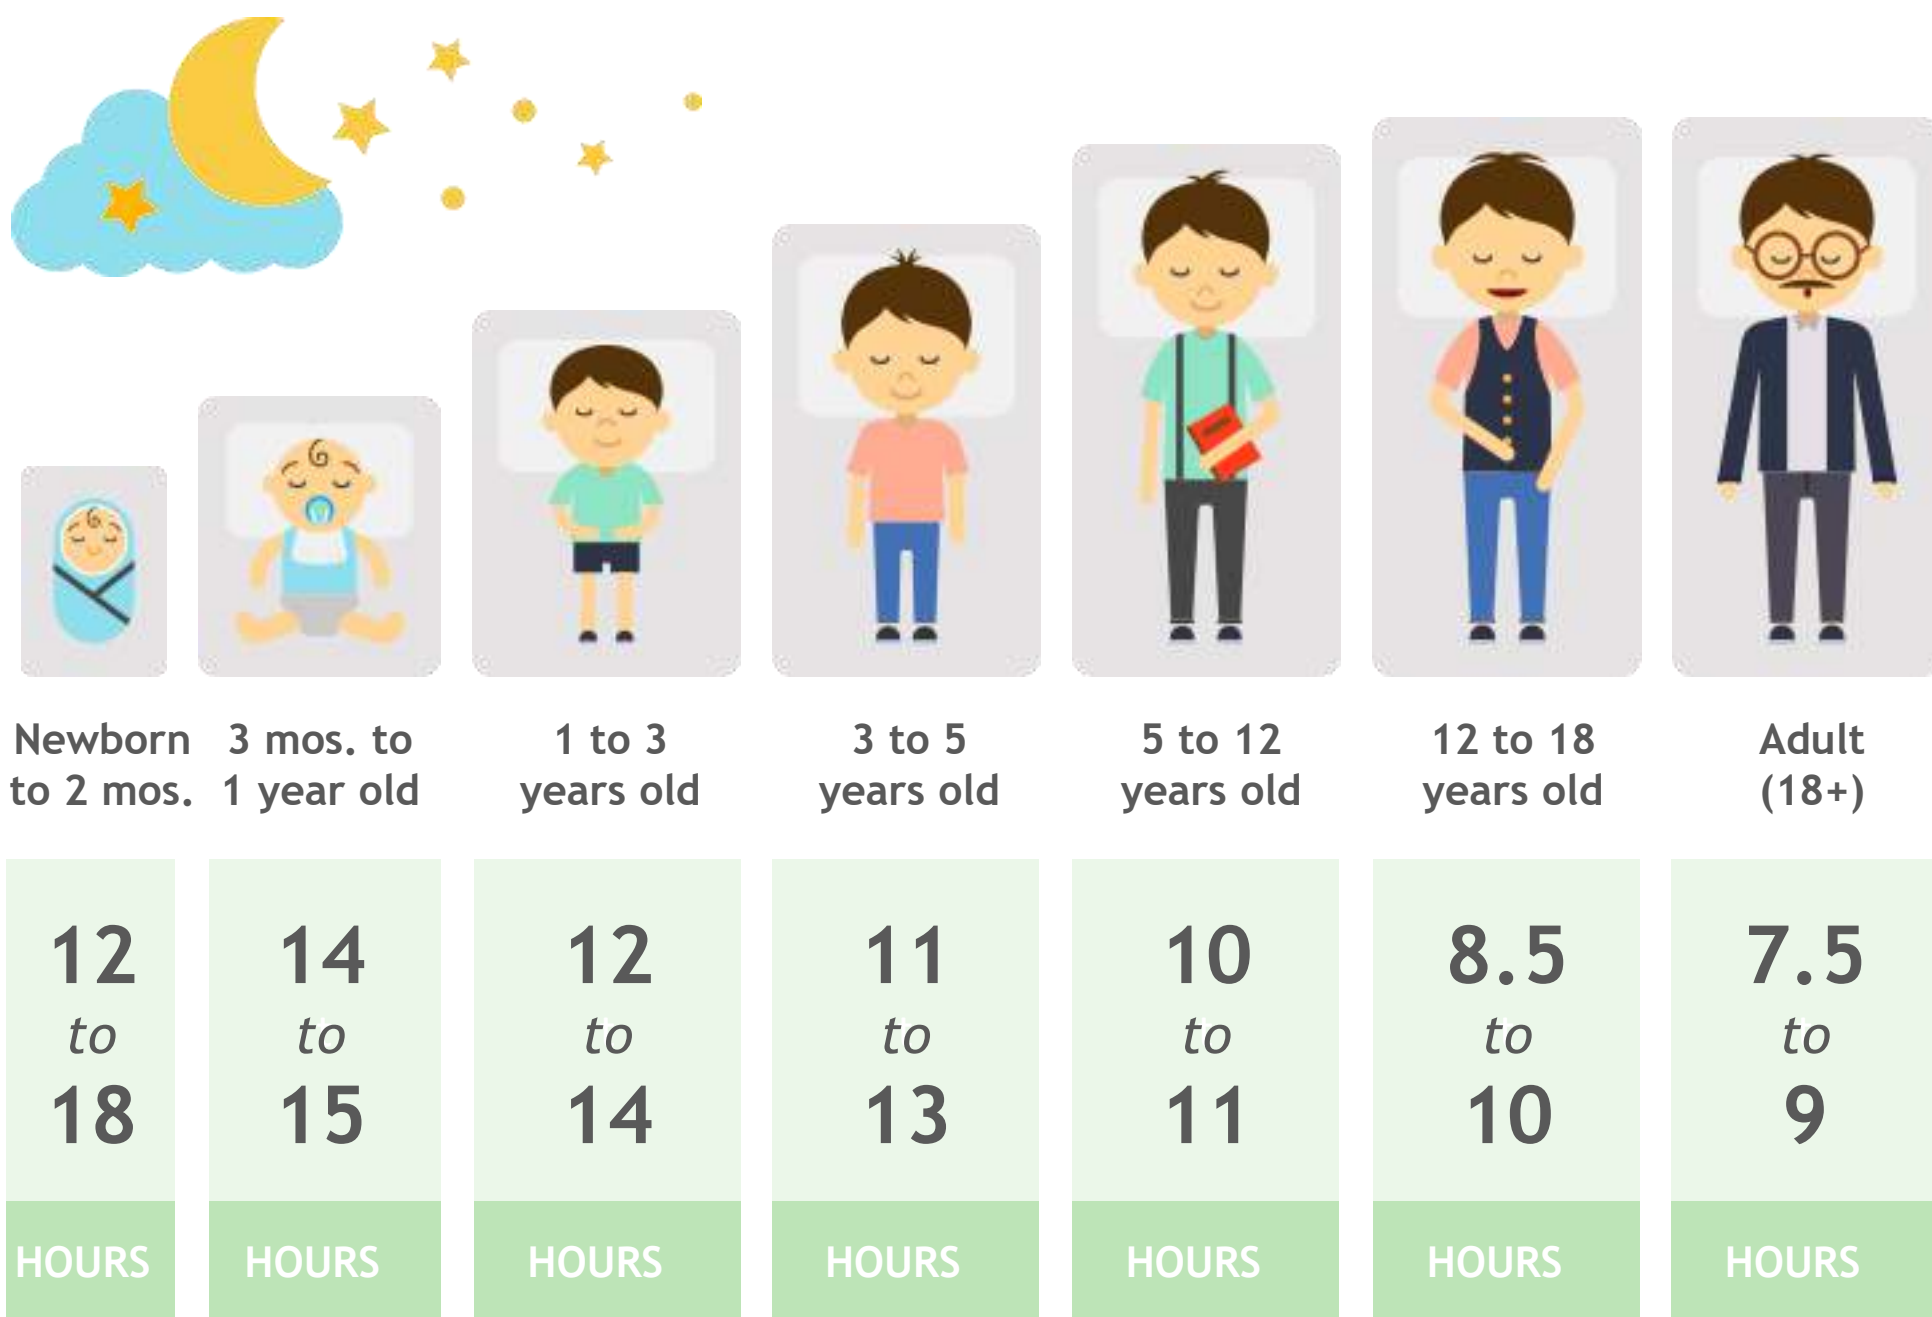 Newborn
to 2 mos.
3 mos. to
1 year old
1 to 3
years old
3 to 5
years old
5 to 12
years old
12 to 18
years old
Adult
(18+)
12
to
18
HOURS
14
to
15
HOURS
12
to
14
HOURS
11
to
13
HOURS
10
to
11
HOURS
8.5
to
10
HOURS
7.5
to
9
HOURS